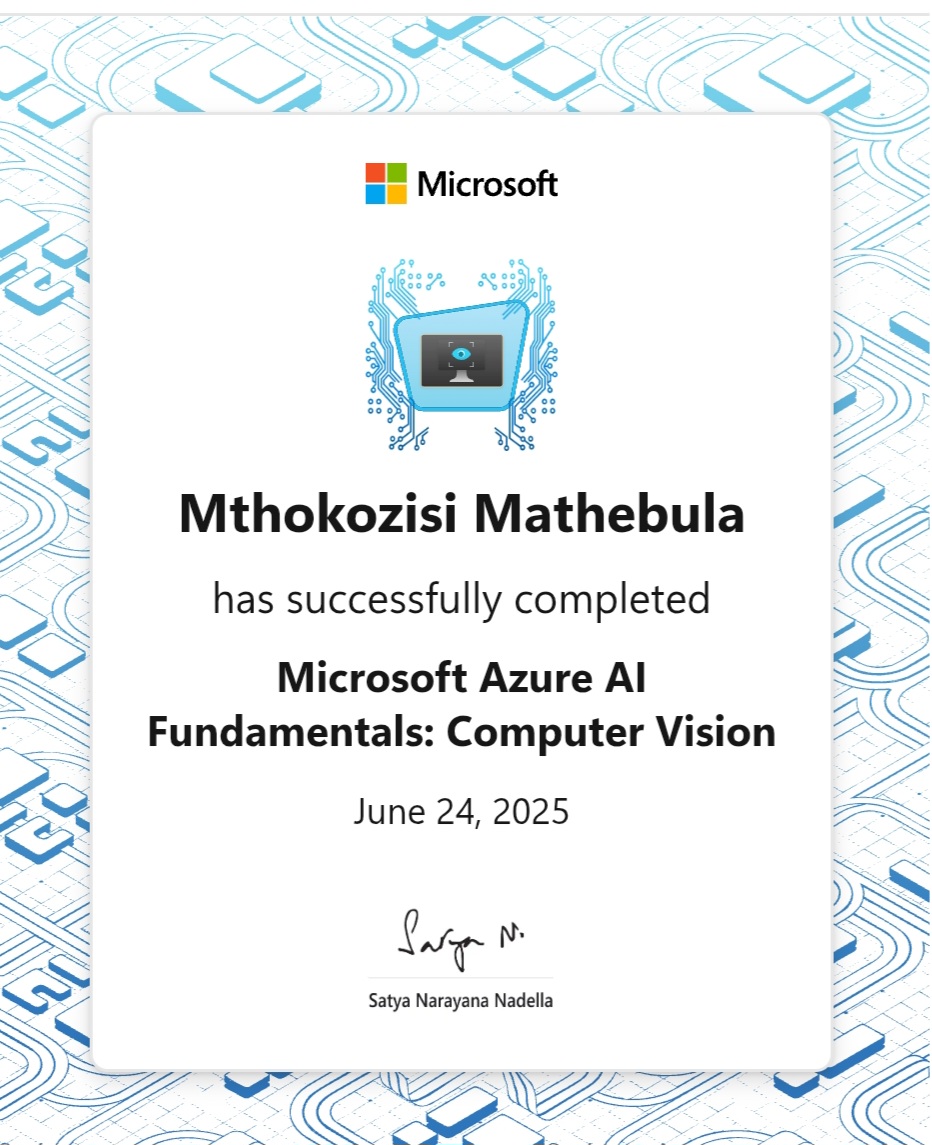 Microsoft
Mthokozisi Mathebula
has successfully completed
Microsoft Azure AI
Fundamentals: Computer Vision
June 24, 2025
Satya N.
Satya Narayana Nadella